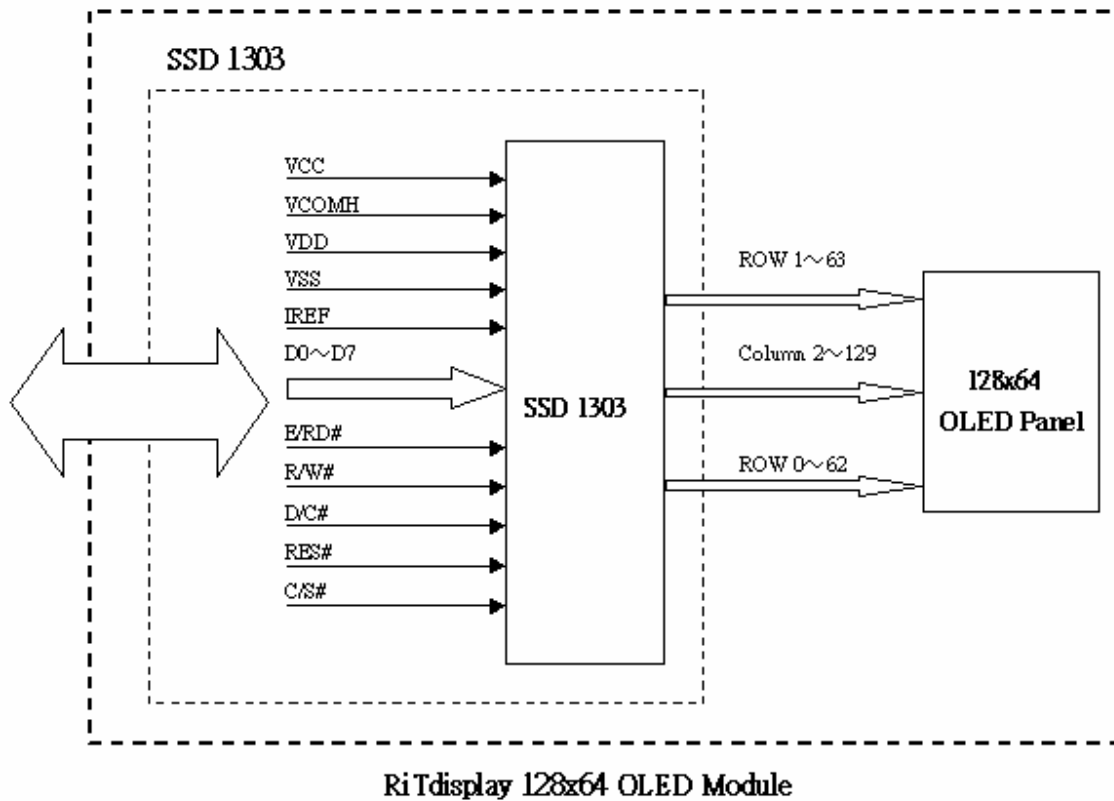 SSD 1303
VCC
VCOMH
VDD
VSS
IREF
D0～D7
E/RD#
R/W#
D/C#
RES#
C/S#
SSD 1303
ROW 1～63
Column 2～129
ROW 0～62
128x64
OLED Panel
RiTdisplay 128x64 OLED Module